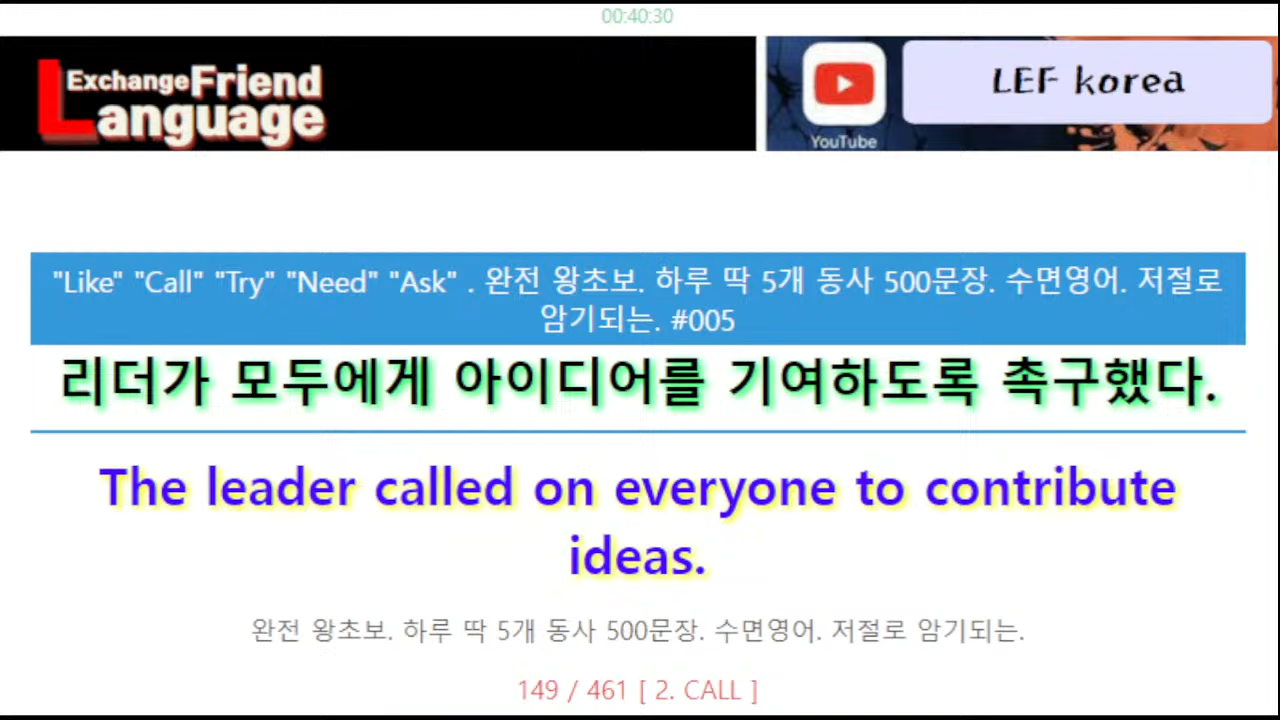 00:40:30
ExchangeFriend
Language
LEF korea
YouTube
"Like" "Call" "Try" "Need" "Ask" . 완전 왕초보. 하루 딱 5개 동사 500문장. 수면영어. 저절로
암기되는. #005
리더가 모두에게 아이디어를 기여하도록 촉구했다.
The leader called on everyone to contribute
ideas.
완전 왕초보. 하루 딱 5개 동사 500문장. 수면영어. 저절로 암기되는.
149 / 461 [ 2. CALL ]